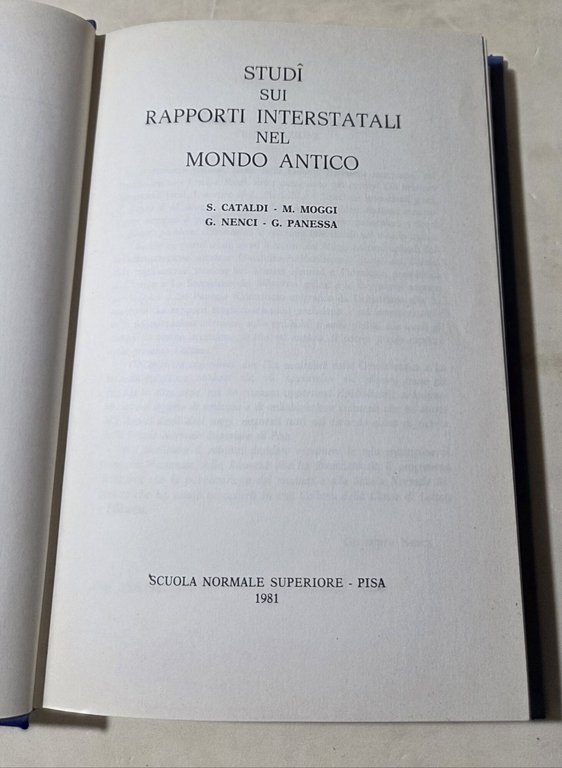 STUDÎ
SUI
RAPPORTI INTERSTATALI
NEL
MONDO ANTICO
S. CATALDI - M. MOGGI
G. NENCI - G. PANESSA
SCUOLA NORMALE SUPERIORE - PISA
1981